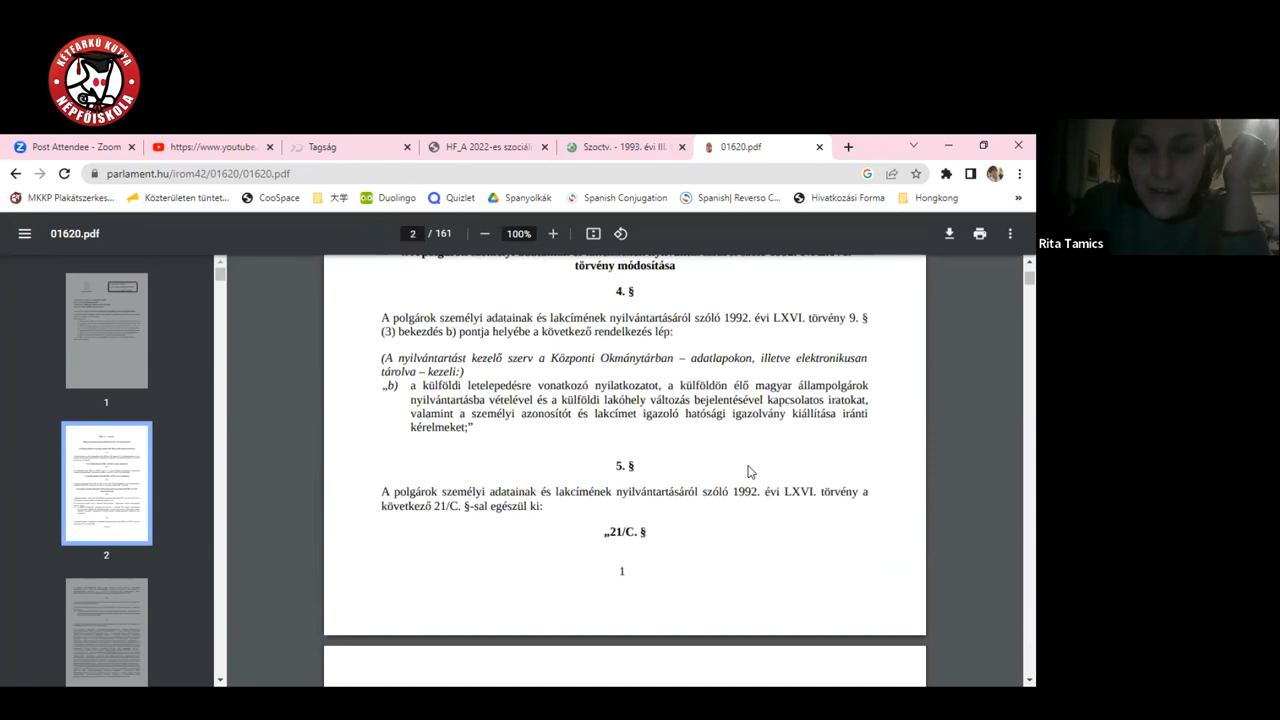 KÉTFARKÚ KUTYA
NÉPFŐISKOLA
Post Attendee - Zoom
https://www.youtube.
Tagság
HF_A 2022-es szociál
Szoctv. - 1993. évi III.
01620.pdf
parlament.hu/irom42/01620/01620.pdf
MKKP Plakátszerkes...
Közterületen tüntet...
CooSpace
大学
Duolingo
Quizlet
Spanyolkák
Spanish Conjugation
Spanish| Reverso C...
Hivatkozási Forma
Hongkong
»
01620.pdf
2 / 161
100%
Rita Tamics
törvény módosítása
4. §
A polgárok személyi adatainak és lakcímének nyilvántartásáról szóló 1992. évi LXVI. törvény 9. §
(3) bekezdés b) pontja helyébe a következő rendelkezés lép:
(A nyilvántartást kezelő szerv a Központi Okmánytárban – adatlapokon, illetve elektronikusan
tárolva – kezeli:)
„b) a külföldi letelepedésre vonatkozó nyilatkozatot, a külföldön élő magyar állampolgárok
nyilvántartásba vételével és a külföldi lakóhely változás bejelentésével kapcsolatos iratokat,
valamint a személyi azonosítót és lakcímet igazoló hatósági igazolvány kiállítása iránti
kérelmeket;”
5. §
A polgárok személyi adatainak és lakcímének nyilvántartásáról szóló 1992. évi LXVI. törvény a
következő 21/C. §-sal egészül ki:
„21/C. §
1
1
2